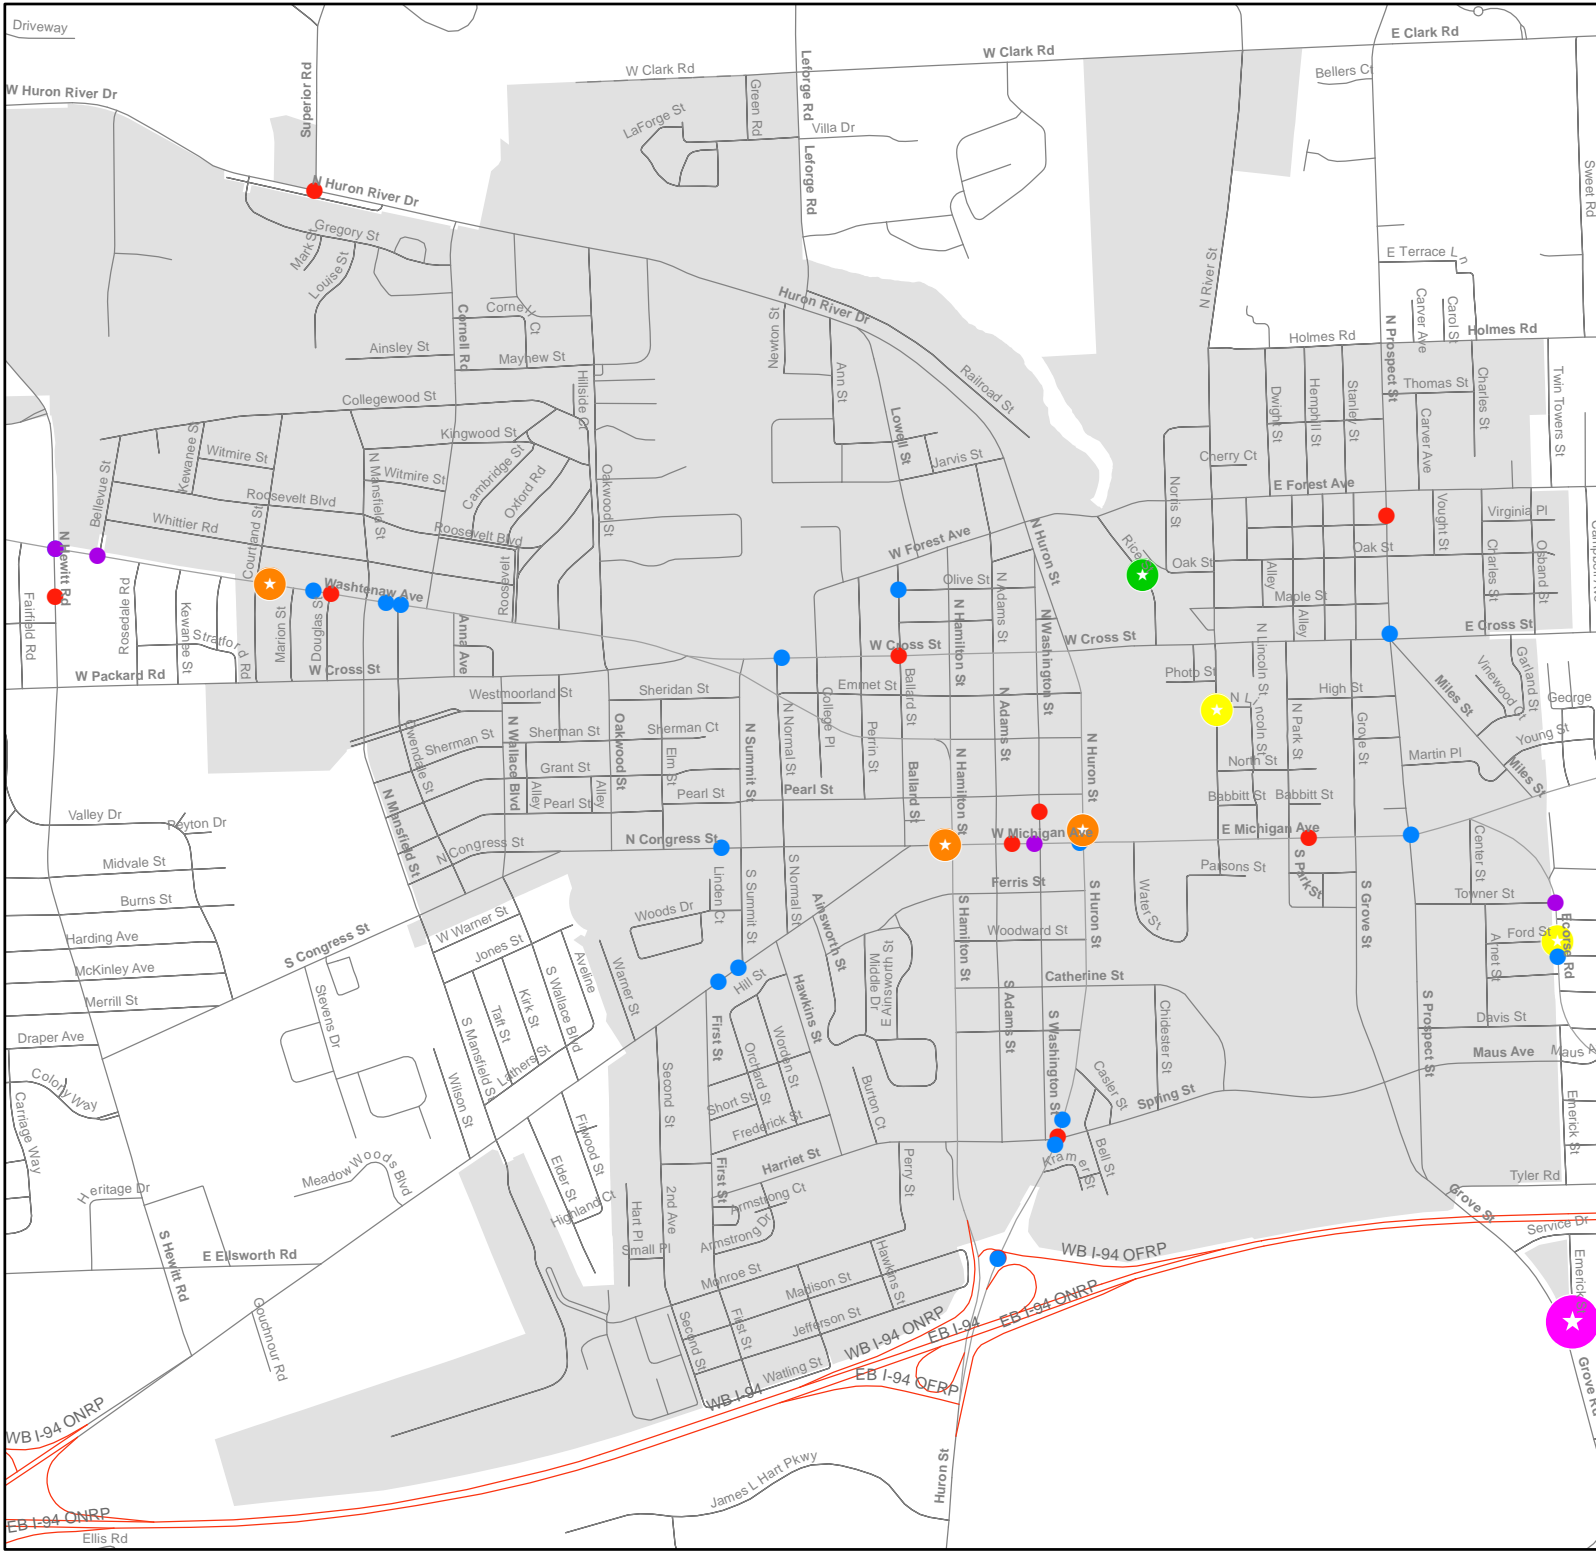 Driveway
W Huron River Dr
Superior Rd
N Huron River Dr
Gregory St
Mark St
Louise St
W Clark Rd
LaForge St
Green Rd
Leforge Rd
Villa Dr
Leforge Rd
W Clark Rd
E Clark Rd
Bellers Ct
Sweet Rd
N River St
E Terrace Ln
Carver Ave
Carol St
Holmes Rd
Holmes Rd
N Prospect St
Huron River Dr
Newton St
Ann St
Railroad St
Lowell St
Jarvis St
Cornell Rd
Cornell Ct
Ainsley St
Mayhew St
Hillside Ct
Collegewood St
Kingwood St
Kewanee St
Witmire St
Witmire St
N Mansfield St
Cambridge St
Oxford Rd
Oakwood St
Bellevue St
Roosevelt Blvd
Roosevelt Blvd
Whittier Rd
Courtland St
Roosevelt
Dwight St
Hemphill St
Stanley St
Thomas St
Charles St
Carver Ave
Twin Towers St
Cherry Ct
E Forest Ave
Norris St
Vought St
Virginia Pl
Oak St
Oak St
Charles St
Osband St
Alley
Maple St
Alley
E Cross St
W Forest Ave
N Huron St
Rice
Olive St
N Adams St
N Hamilton St
N Washington St
W Cross St
W Cross St
N Hewitt Rd
Fairfield Rd
Rosedale Rd
Kewanee St
Stratford Rd
Marion St
Douglas St
Washtenaw Ave
Anna Ave
W Packard Rd
W Cross St
Westmoorland St
Sheridan St
Emmet St
Ballard St
College Pl
N Normal St
Perrin St
N Adams St
Photo St
N Lincoln St
N Lincoln St
N Park St
High St
Grove St
Miles St
Vinewood Ct
Garland St
George
Young St
Martin Pl
Miles St
Owendale St
Sherman St
N Wallace Blvd
Sherman St
Oakwood St
Sherman Ct
Elm St
N Summit St
Grant St
Alley
Pearl St
Alley
Pearl St
Pearl St
Ballard St
N Hamilton St
N Huron St
North St
Babbitt St
Babbitt St
E Michigan Ave
W Michigan Ave
Valley Dr
Peyton Dr
Midvale St
Burns St
Harding Ave
McKinley Ave
Merrill St
Draper Ave
N Mansfield St
N Congress St
N Congress St
Linden Ct
S Summit St
S Normal St
Ainsworth St
Ferris St
S Hamilton St
Woodward St
S Huron St
Catherine St
Water St
Parsons St
S Park St
S Grove St
Center St
Towner St
Ford St
Arnet St
Ecorse Rd
Davis St
Maus Ave
Maus A
S Congress St
W Warner St
Jones St
Woods Dr
Aveline
Warner St
Hill St
Hawkins St
Middle Dr
E Ainsworth St
S Adams St
S Washington St
Chidester St
S Prospect St
Stevens Dr
S Mansfield St
Taft St
Kirk St
S Wallace Blvd
Lathers St
Wilson St
First St
Second St
Orchard St
Worden St
Short St
Frederick St
Burton Ct
Casler St
Spring St
Bell St
Kramer St
Colony Way
Carriage Way
Meadow Woods Blvd
Heritage Dr
S Hewitt Rd
E Ellsworth Rd
Gouchnour Rd
Firwood St
Elder St
Highland Ct
Hart Pl
Small Pl
2nd Ave
First St
Harriet St
Armstrong Ct
Armstrong Dr
Perry St
Hawkins St
Monroe St
Madison St
Jefferson St
Watling St
First St
Second St
Emerick St
Tyler Rd
Grove St
Service Dr
Emerick St
Grove Rd
WB I-94 OFRP
EB I-94 ONRP
EB I-94
WB I-94 ONRP
EB I-94 OFRP
WB I-94
WB I-94 ONRP
EB I-94 ONRP
Ellis Rd
James L Hart Pkwy
Huron St